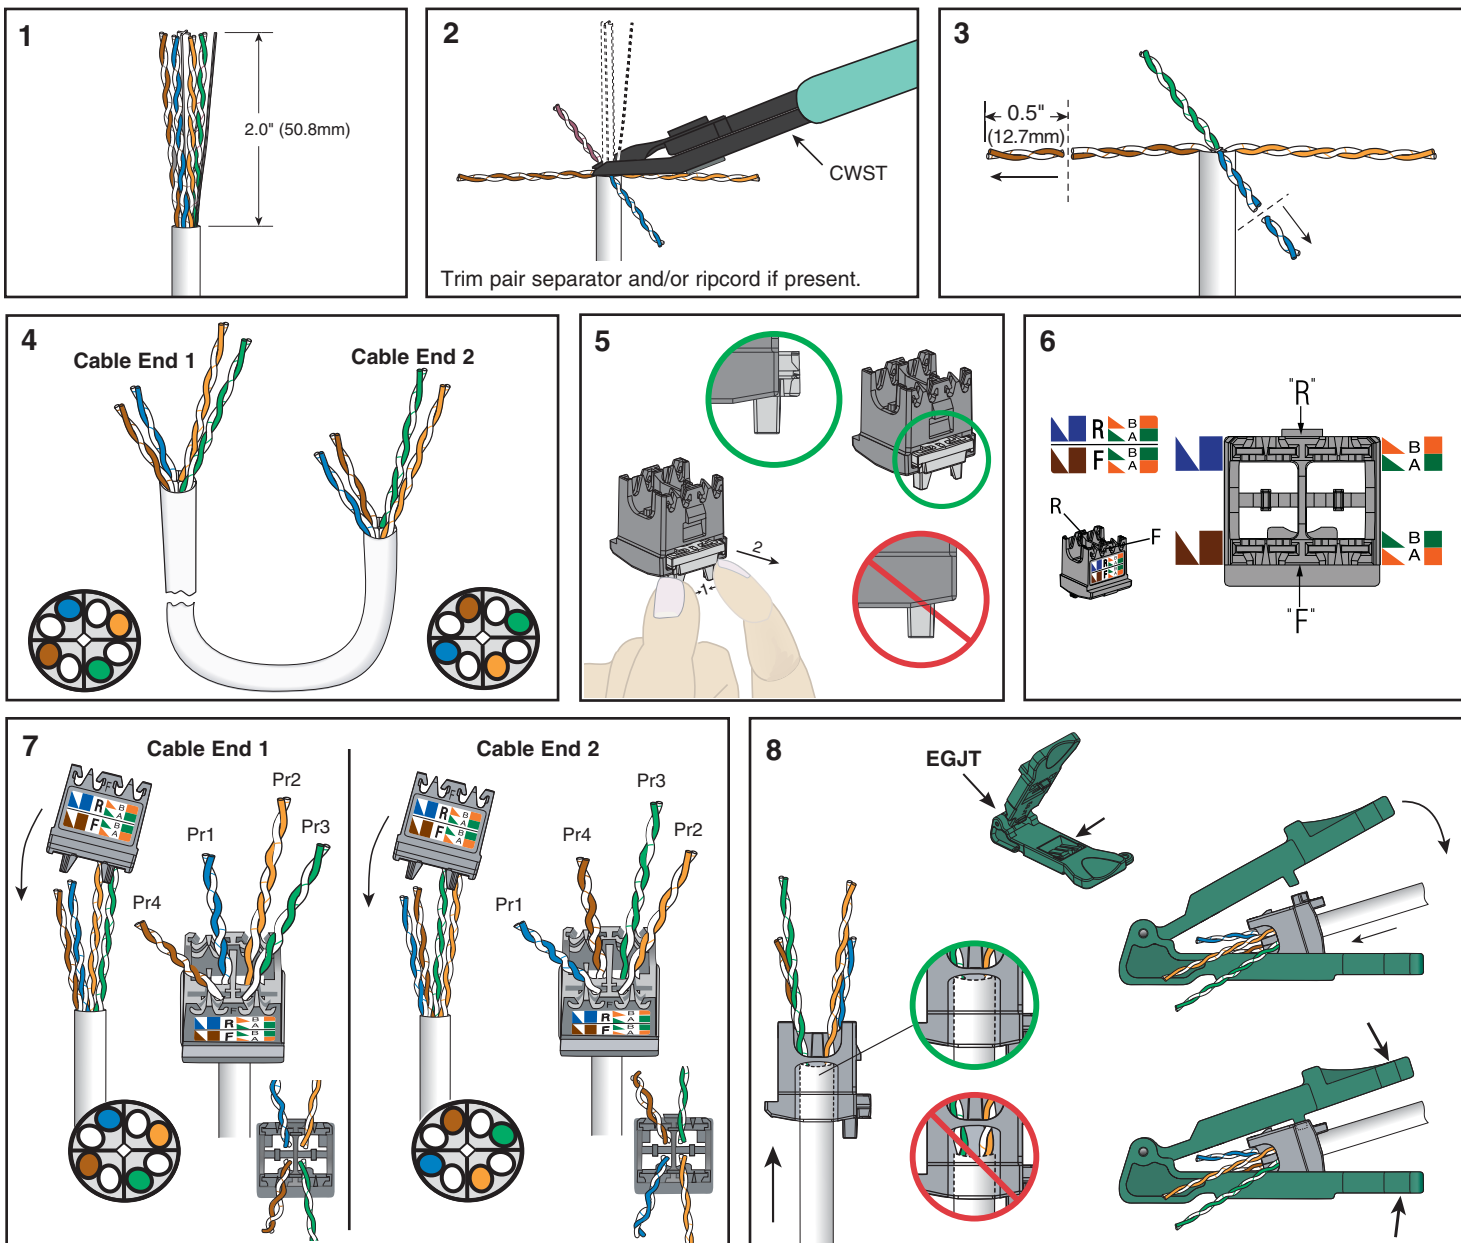 1
2.0" (50.8mm)
2
CWST
Trim pair separator and/or ripcord if present.
3
0.5"
(12.7mm)
4
Cable End 1
Cable End 2
5
2
1
6
"R"
R B
A
F B
A
B
A
R
F
B
A
"F"
7
Cable End 1
Cable End 2
F
R B
A
F B
A
Pr2
Pr1
Pr3
Pr4
F
R B
A
F B
A
F
R B
A
F B
A
Pr3
Pr4
Pr2
Pr1
F
R B
A
F B
A
8
EGJT